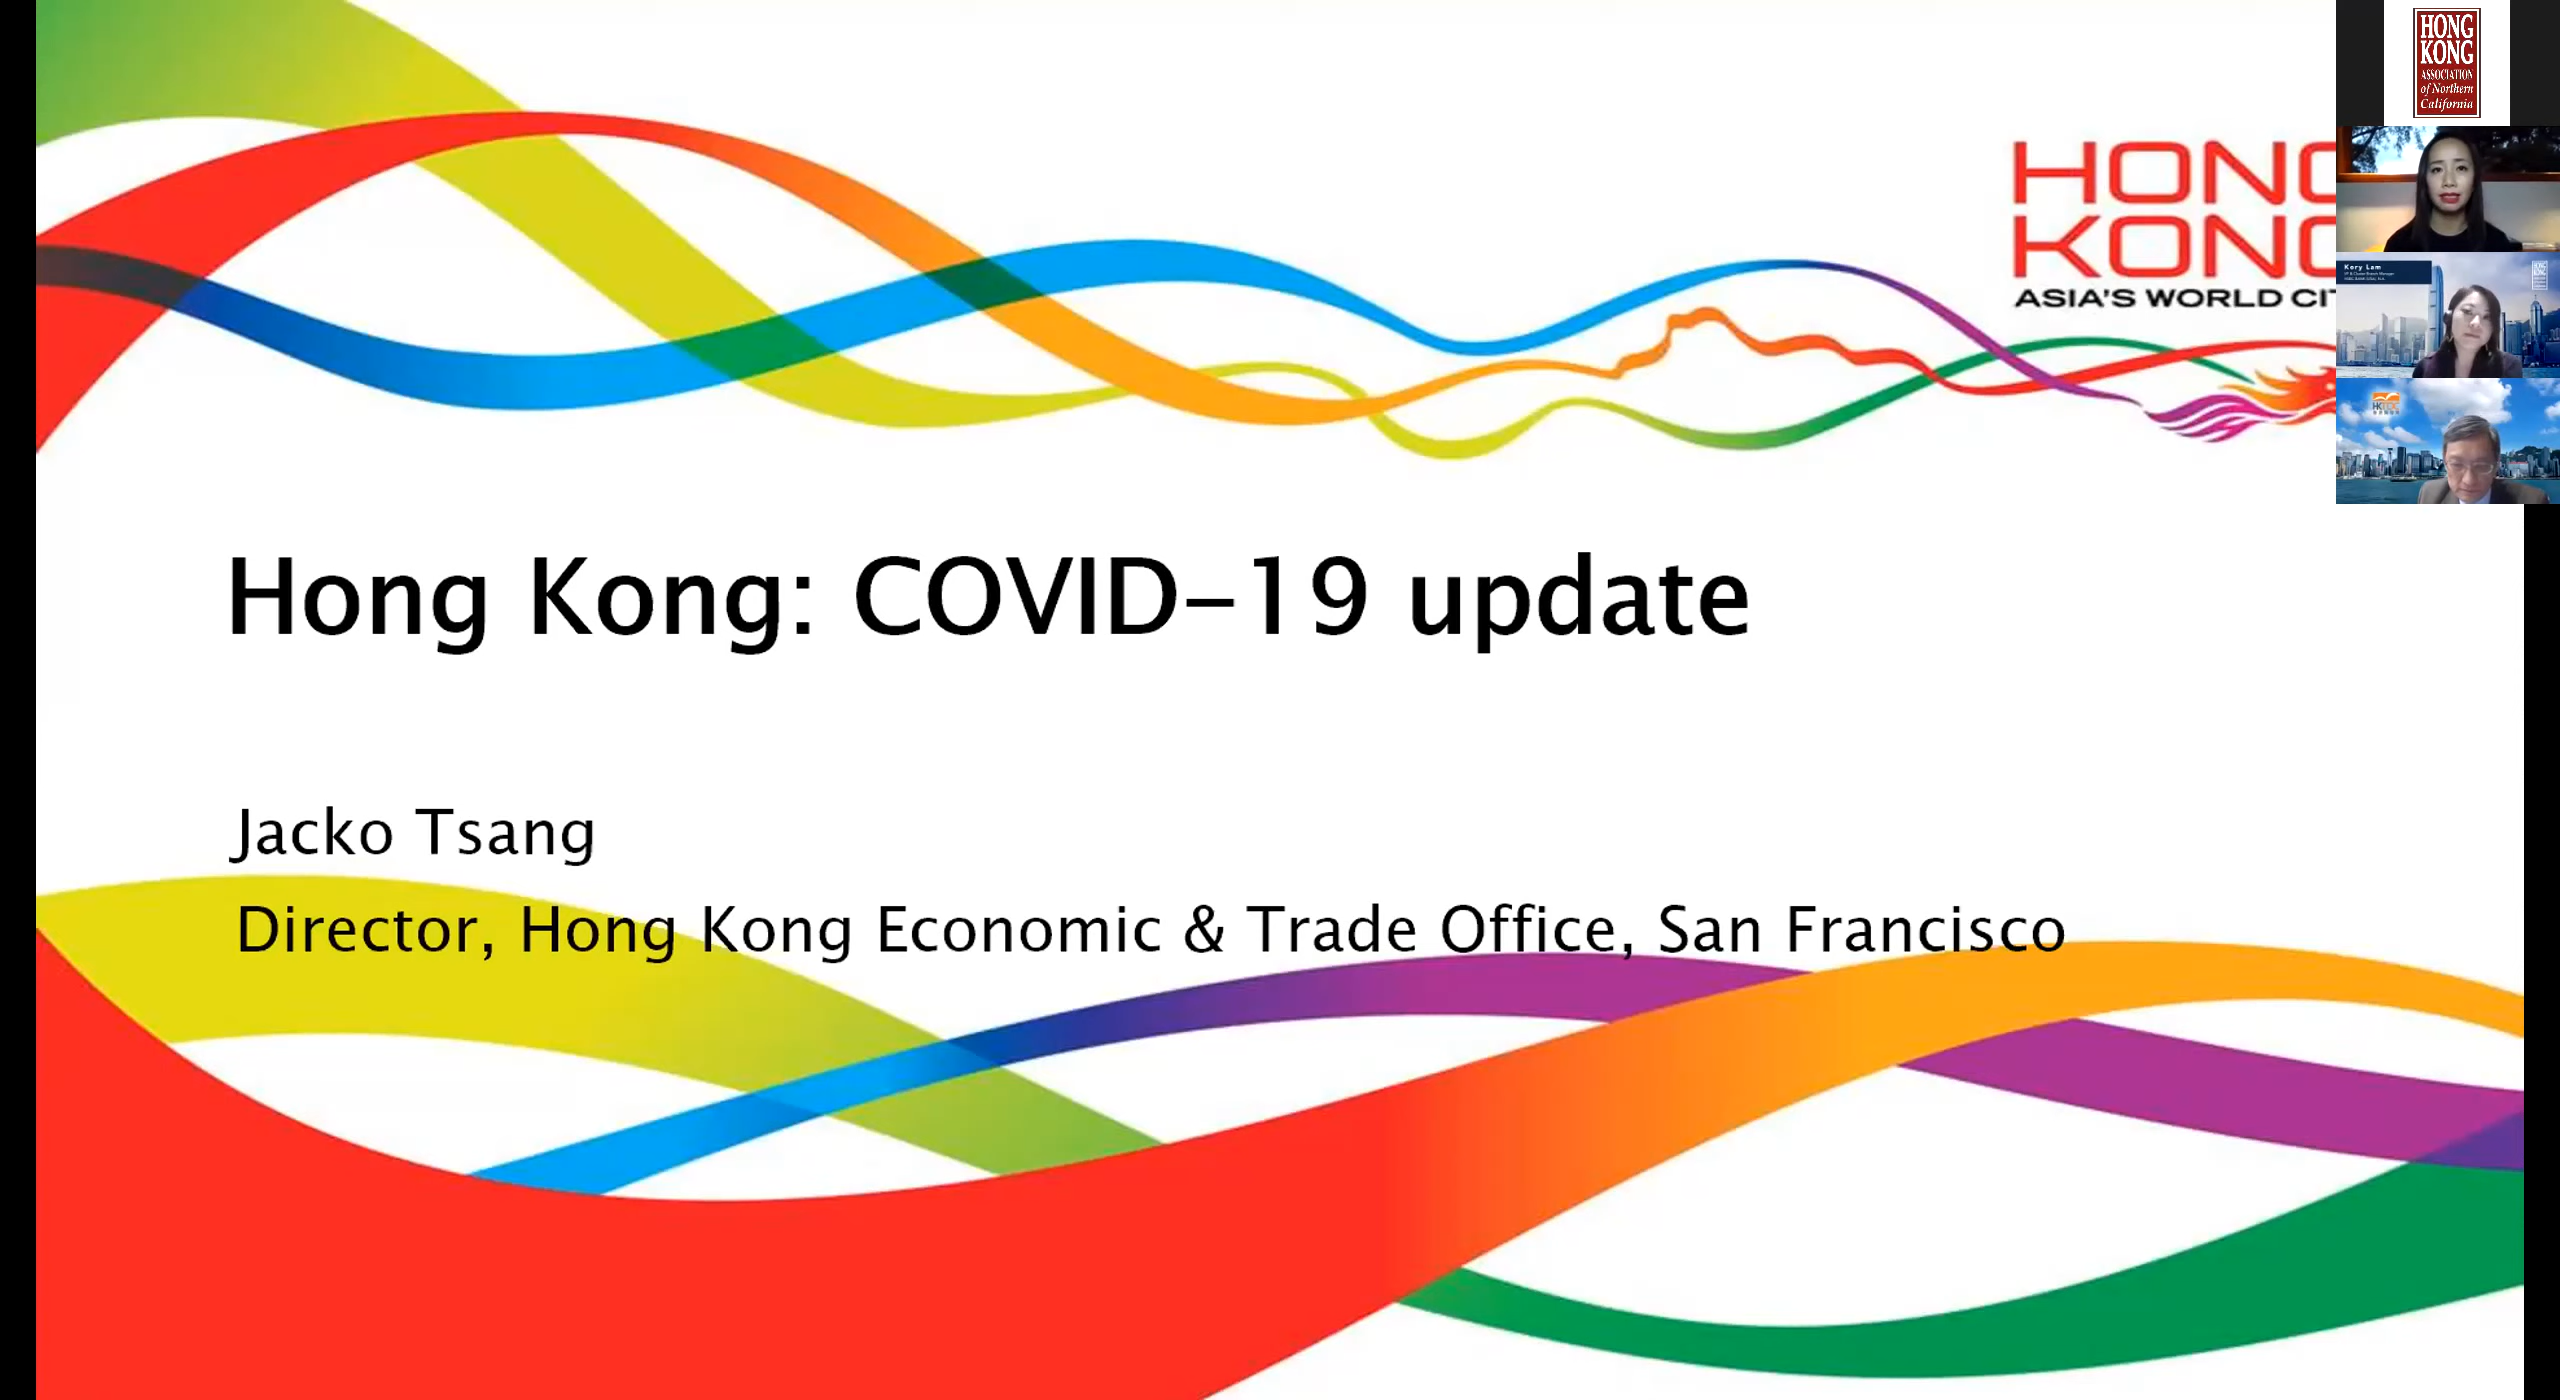 HONG
KONG
ASSOCIATION
of Northern
California
HONG
KONG
ASIA'S WORLD CIT
Kory Lam
Hong Kong: COVID-19 update
Jacko Tsang
Director, Hong Kong Economic & Trade Office, San Francisco